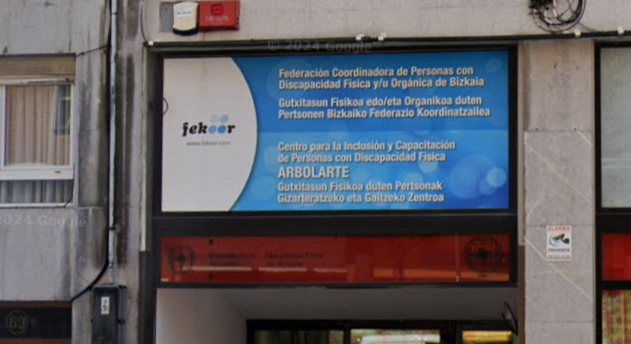 © 2024 Google
Federación Coordinadora de Personas con
Discapacidad Física y/u Orgánica de Bizkaia
Gutxitasun Fisikoa edo/eta Organikoa duten
Pertsonen Bizkaiko Federazio Koordinatzailea
fekoor
www.fekoor.com
Centro para la Inclusión y Capacitación
de Personas con Discapacidad Física
ARBOLARTE
Gutxitasun Fisikoa duten Pertsonak
Gizarteratzeko eta Gaitzeko Zentroa
2024 Google
ALARMA
63